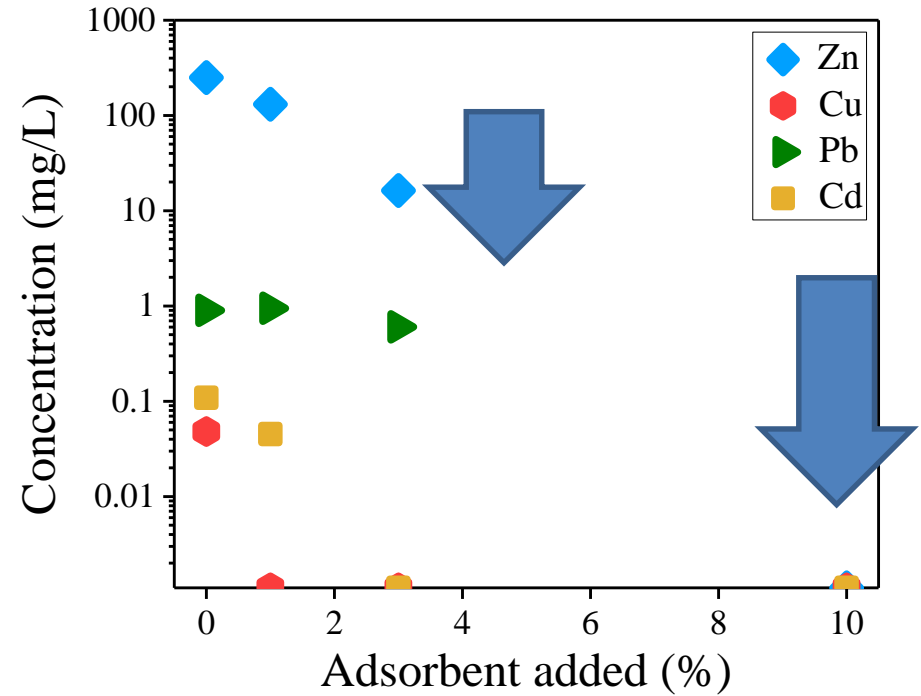 1000
100
10
1
0.1
0.01
0
2
4
6
8
10
Concentration (mg/L)
Adsorbent added (%)
Zn
Cu
Pb
Cd